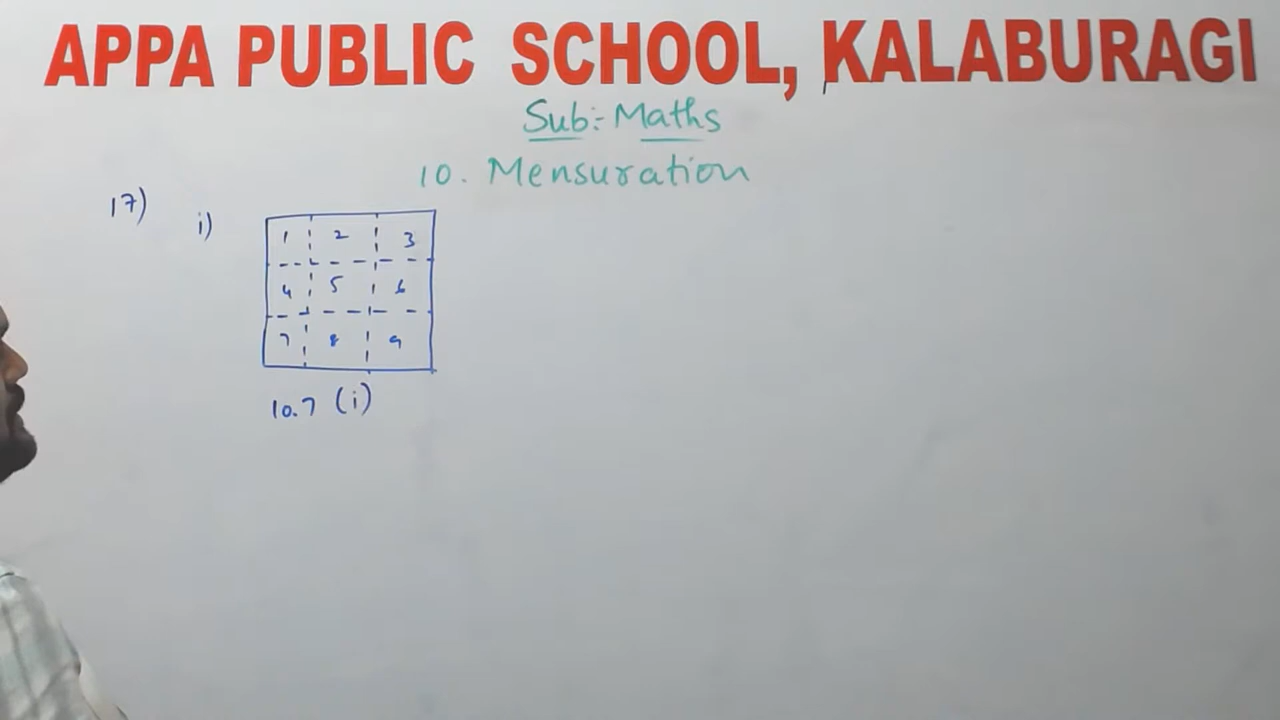 APPA PUBLIC SCHOOL, KALABURAGI
Sub:- Maths
10. Mensuration
17) i)
1 2 3
4 5 6
7 8 9
10.7 (i)